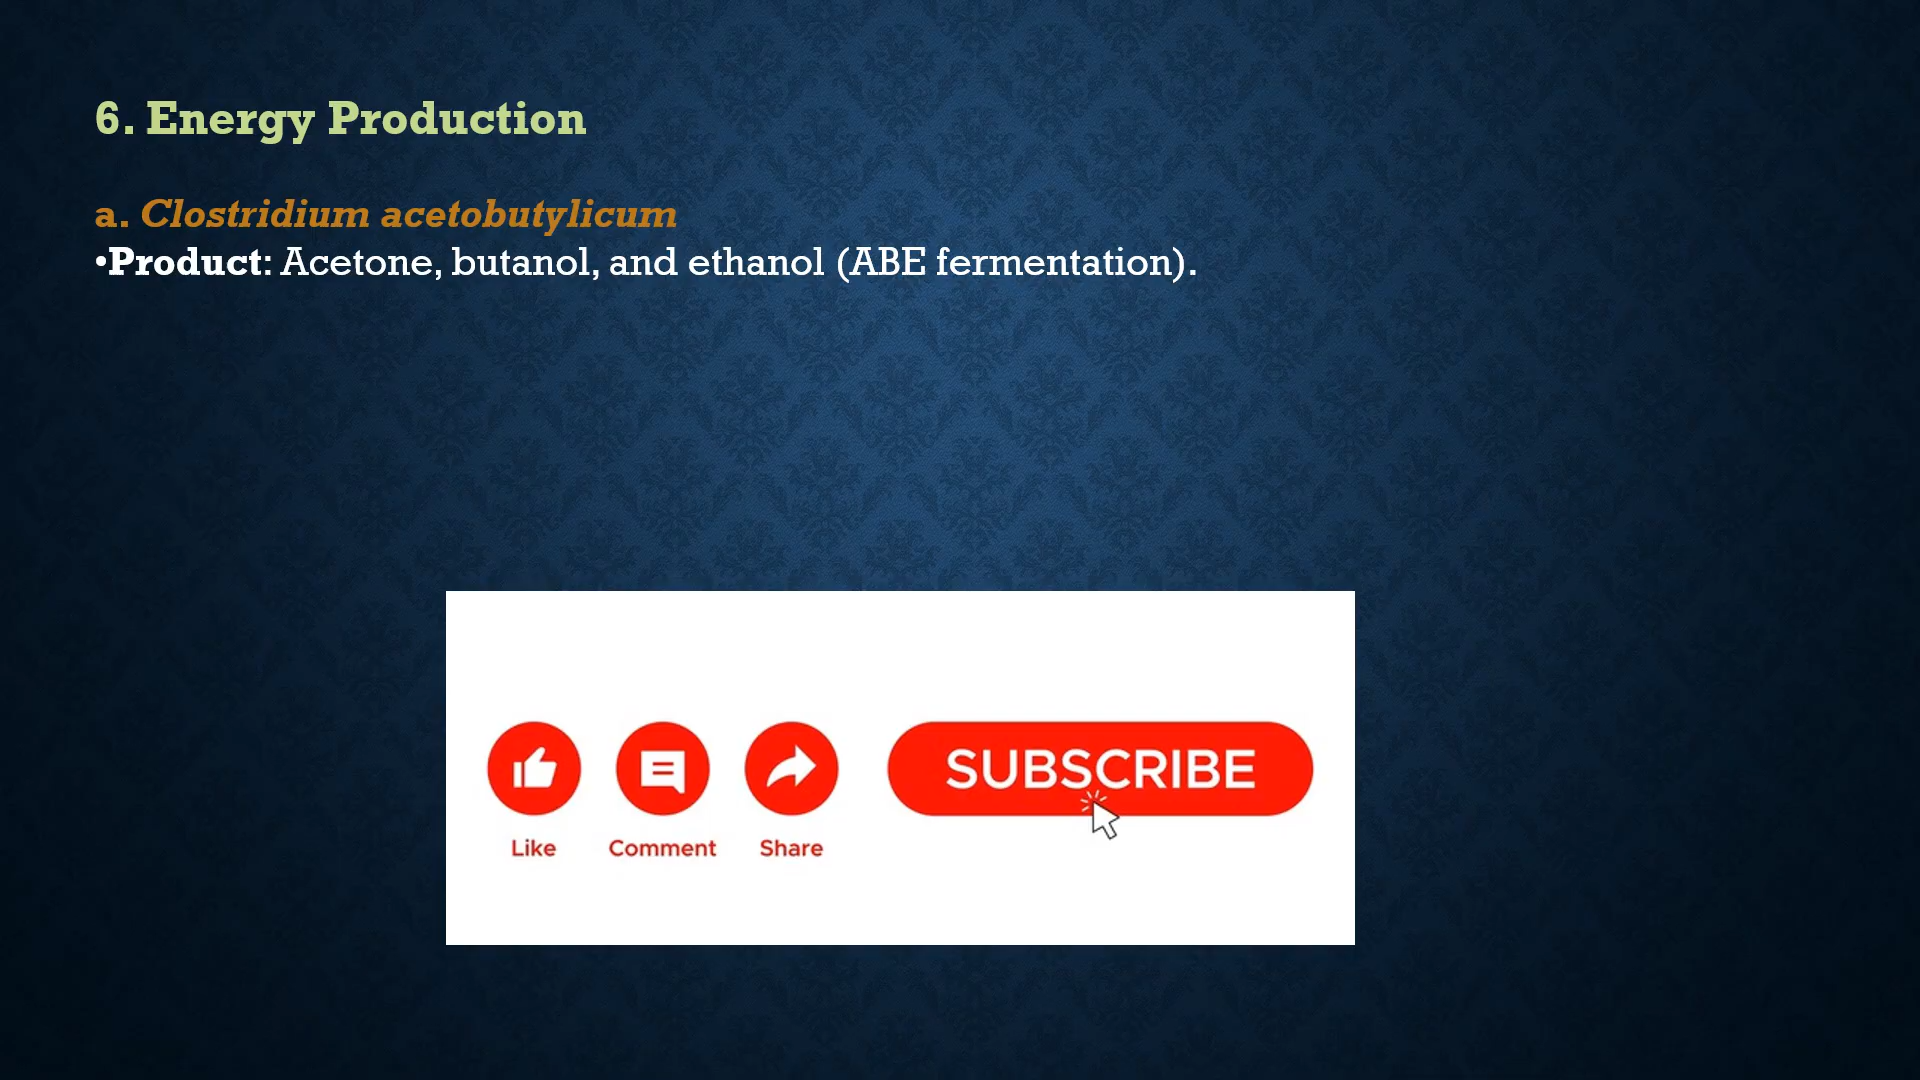 6. Energy Production
a. Clostridium acetobutylicum
•Product: Acetone, butanol, and ethanol (ABE fermentation).
SUBSCRIBE
Like Comment Share